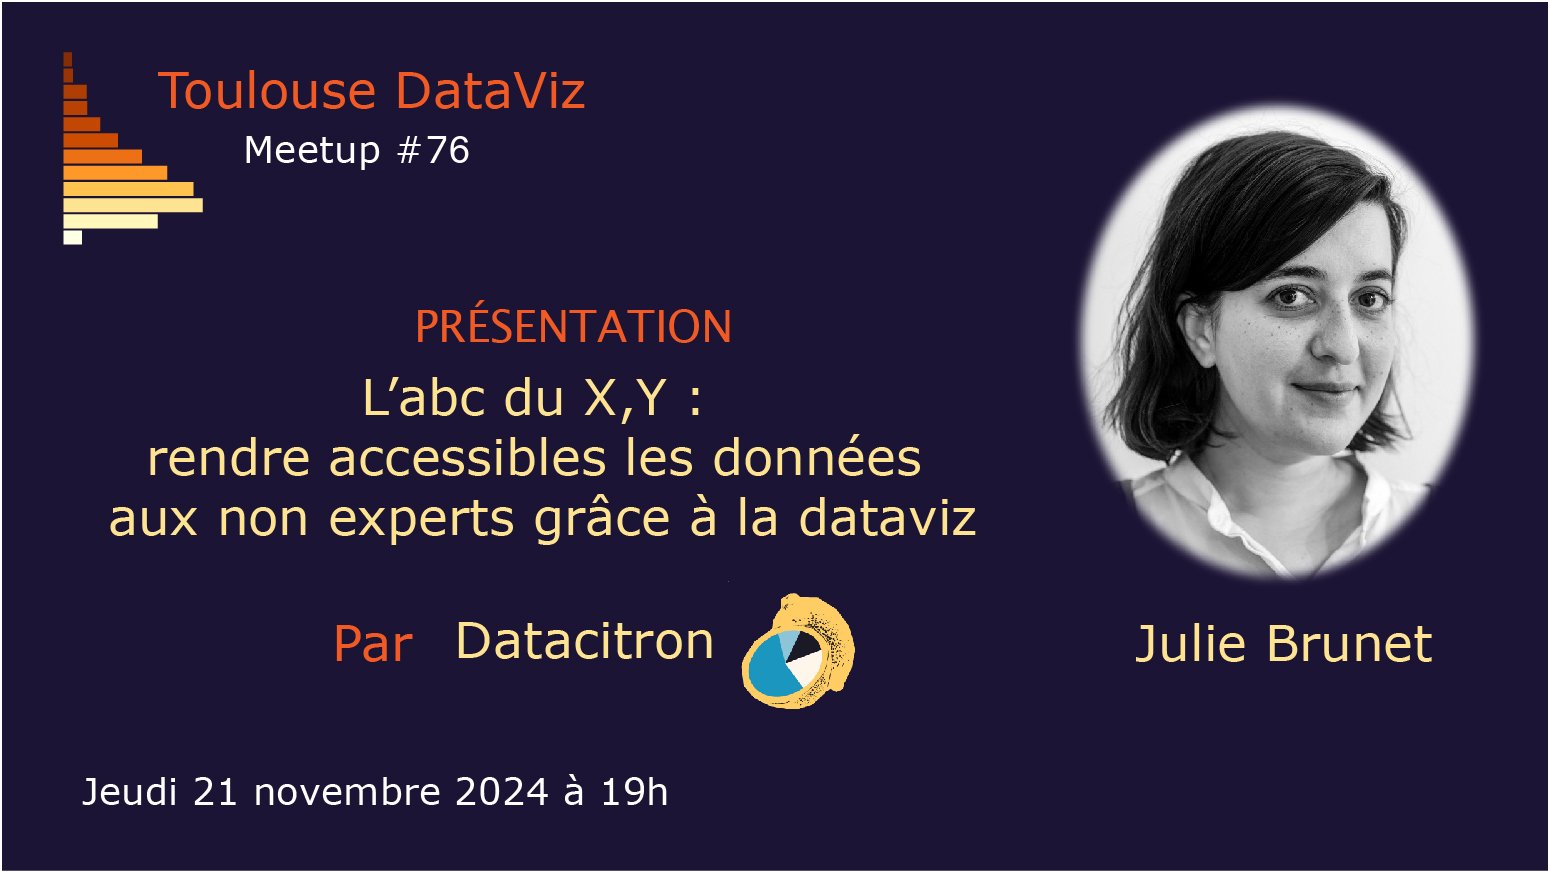 Toulouse DataViz
Meetup #76
PRÉSENTATION
L’abc du X,Y :
rendre accessibles les données
aux non experts grâce à la dataviz
Par Datacitron
Julie Brunet
Jeudi 21 novembre 2024 à 19h